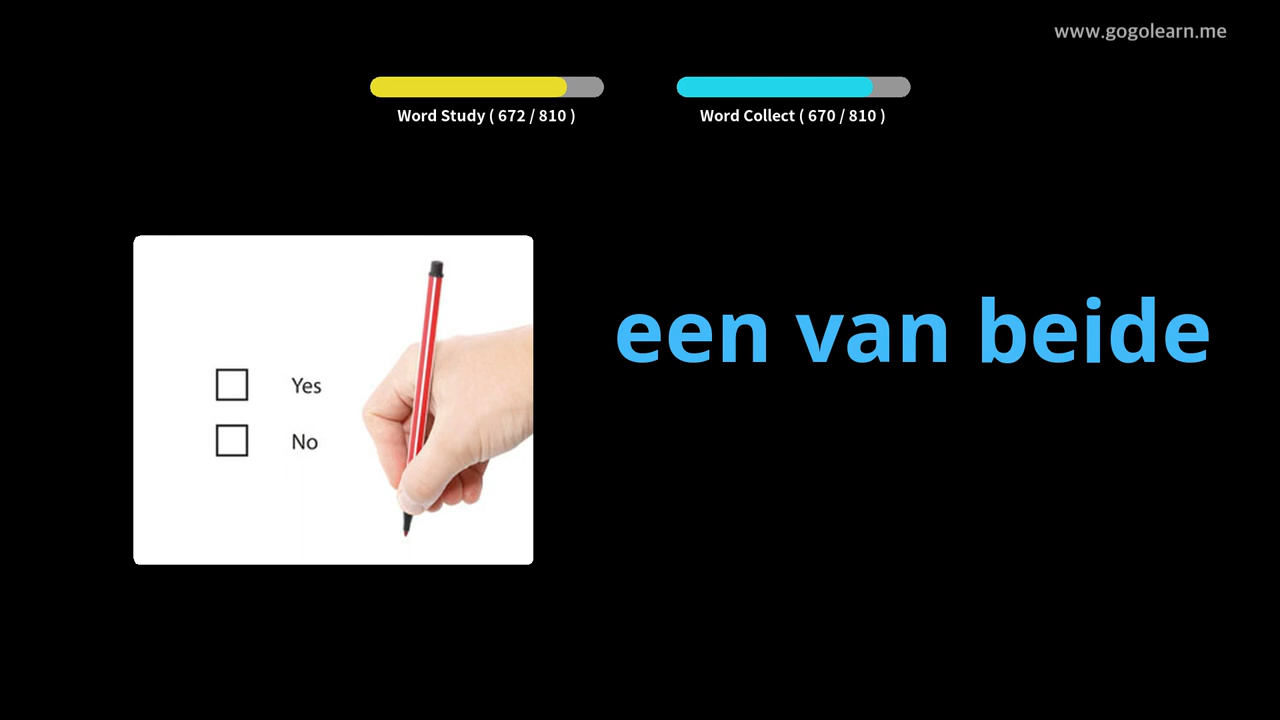 www.gogolearn.me
Word Study ( 672 / 810 )
Word Collect ( 670 / 810 )
een van beide
Yes
No